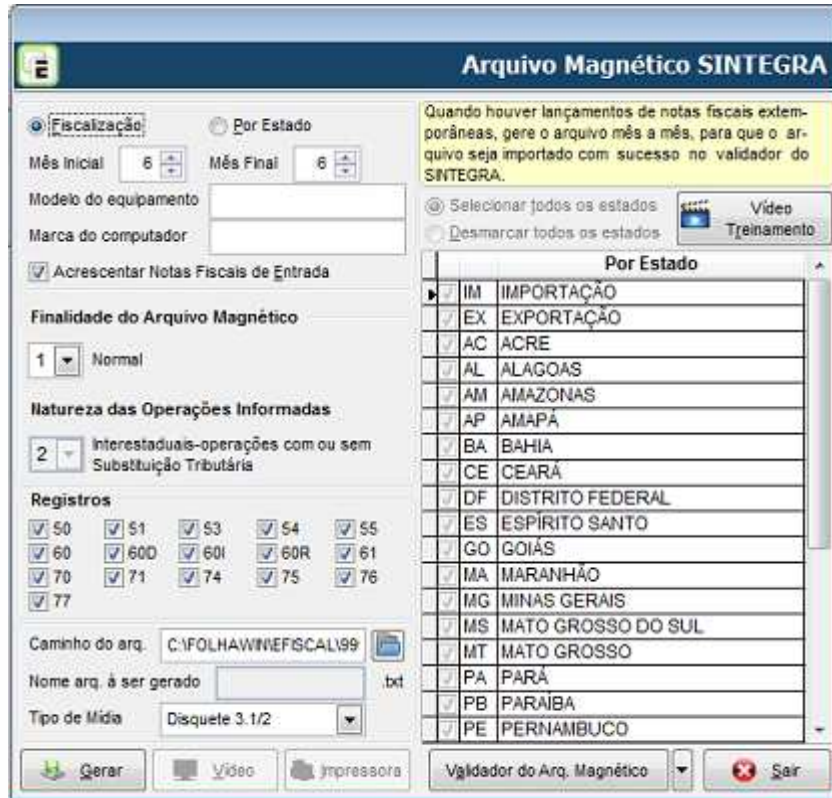 Arquivo Magnético SINTEGRA
Fiscalização
Por Estado
Mês Inicial 6 Mês Final 6
Modelo do equipamento
Marca do computador
Acrescentar Notas Fiscais de Entrada
Finalidade do Arquivo Magnético
1 Normal
Natureza das Operações Informadas
2 Interestaduais-operações com ou sem
Substituição Tributária
Registros
50 51 53 54 55
60 60D 60I 60R 61
70 71 74 75 76
77
Caminho do arq. C:\FOLHAWIN\EFISCAL\99
Nome arq. à ser gerado .txt
Tipo de Mídia Disquete 3.1/2
Gerar Vídeo Impressora
Quando houver lançamentos de notas fiscais extem-
porâneas, gere o arquivo mês a mês, para que o ar-
quivo seja importado com sucesso no validador do
SINTEGRA.
Selecionar todos os estados
Desmarcar todos os estados
Vídeo
Treinamento
Por Estado
IM IMPORTAÇÃO
EX EXPORTAÇÃO
AC ACRE
AL ALAGOAS
AM AMAZONAS
AP AMAPÁ
BA BAHIA
CE CEARÁ
DF DISTRITO FEDERAL
ES ESPÍRITO SANTO
GO GOIÁS
MA MARANHÃO
MG MINAS GERAIS
MS MATO GROSSO DO SUL
MT MATO GROSSO
PA PARÁ
PB PARAÍBA
PE PERNAMBUCO
Validador do Arq. Magnético
Sair